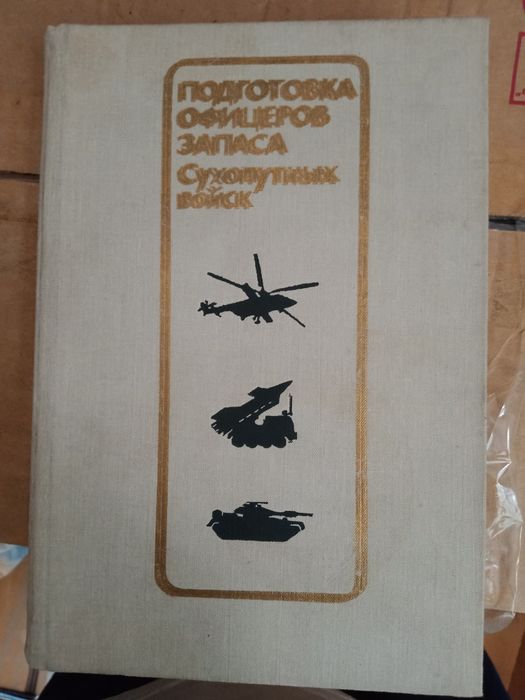 ПОДГОТОВКА
ОФИЦЕРОВ
ЗАПАСА
Сухопутных
войск